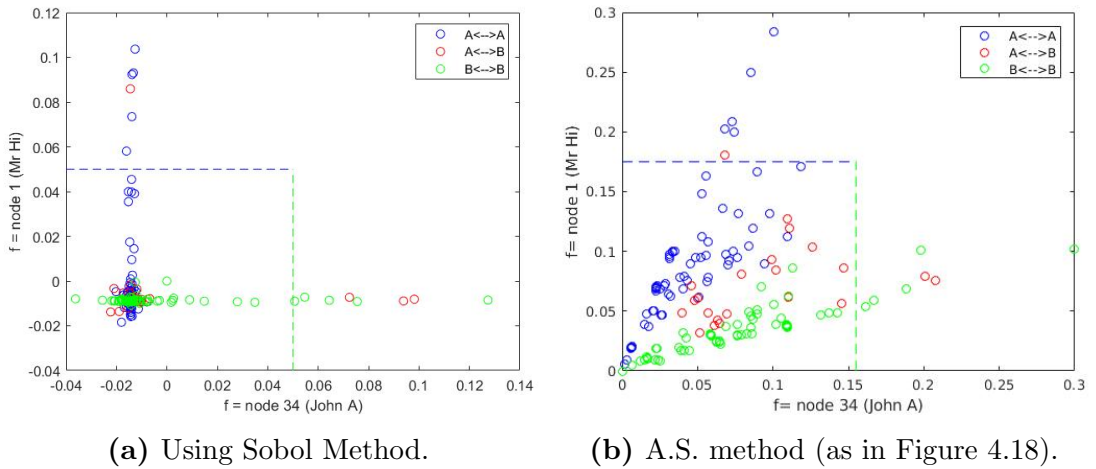 0.12
0.1
0.08
0.06
0.04
0.02
0
-0.02
-0.04
f = node 1 (Mr Hi)
-0.04 -0.02 0 0.02 0.04 0.06 0.08 0.1 0.12 0.14
f = node 34 (John A)
A<-->A
A<-->B
B<-->B
(a) Using Sobol Method.
0.3
0.25
0.2
0.15
0.1
0.05
0
f= node 1 (Mr Hi)
0 0.05 0.1 0.15 0.2 0.25 0.3
f= node 34 (John A)
A<-->A
A<-->B
B<-->B
(b) A.S. method (as in Figure 4.18).